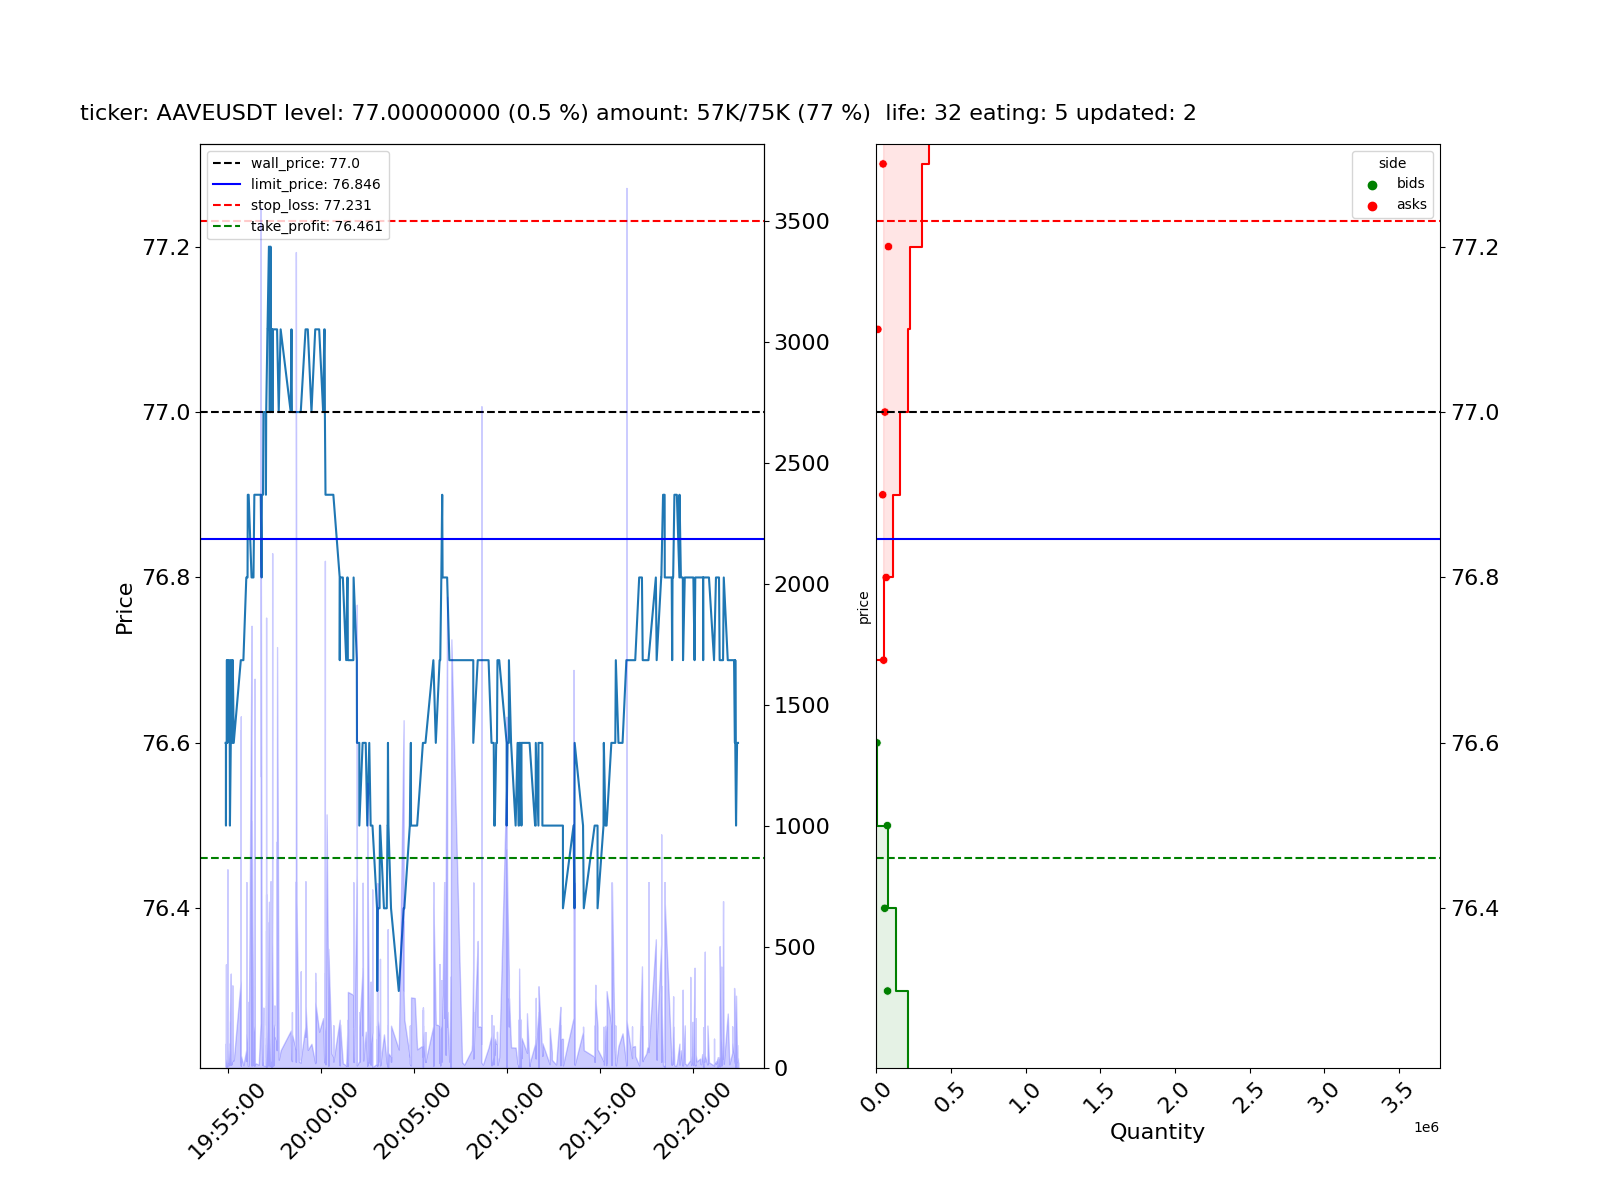 ticker: AAVEUSDT level: 77.00000000 (0.5 %) amount: 57K/75K (77 %)  life: 32 eating: 5 updated: 2
wall_price: 77.0
limit_price: 76.846
stop_loss: 77.231
take_profit: 76.461
Price
77.2
77.0
76.8
76.6
76.4
3500
3000
2500
2000
1500
1000
500
0
19:55:00
20:00:00
20:05:00
20:10:00
20:15:00
20:20:00
side
bids
asks
price
77.2
77.0
76.8
76.6
76.4
0.0
0.5
1.0
1.5
2.0
2.5
3.0
3.5
1e6
Quantity